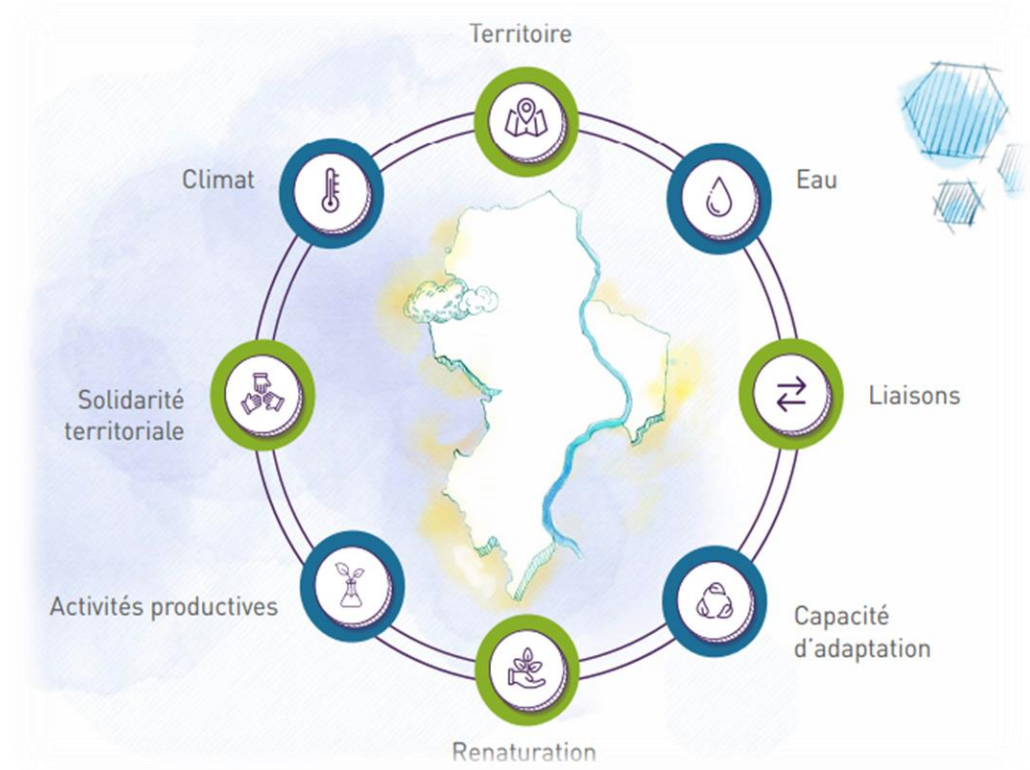 Territoire
Climat
Eau
Solidarité
territoriale
Liaisons
Activités productives
Capacité
d'adaptation
Renaturation